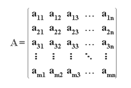 a₁₁ a₁₂ a₁₃ … a₁ₙ
a₂₁ a₂₂ a₂₃ … a₂ₙ
A = a₃₁ a₃₂ a₃₃ … a₃ₙ
⋮ ⋮ ⋮ ⋱ ⋮
aₘ₁ aₘ₂ aₘ₃ … aₘₙ